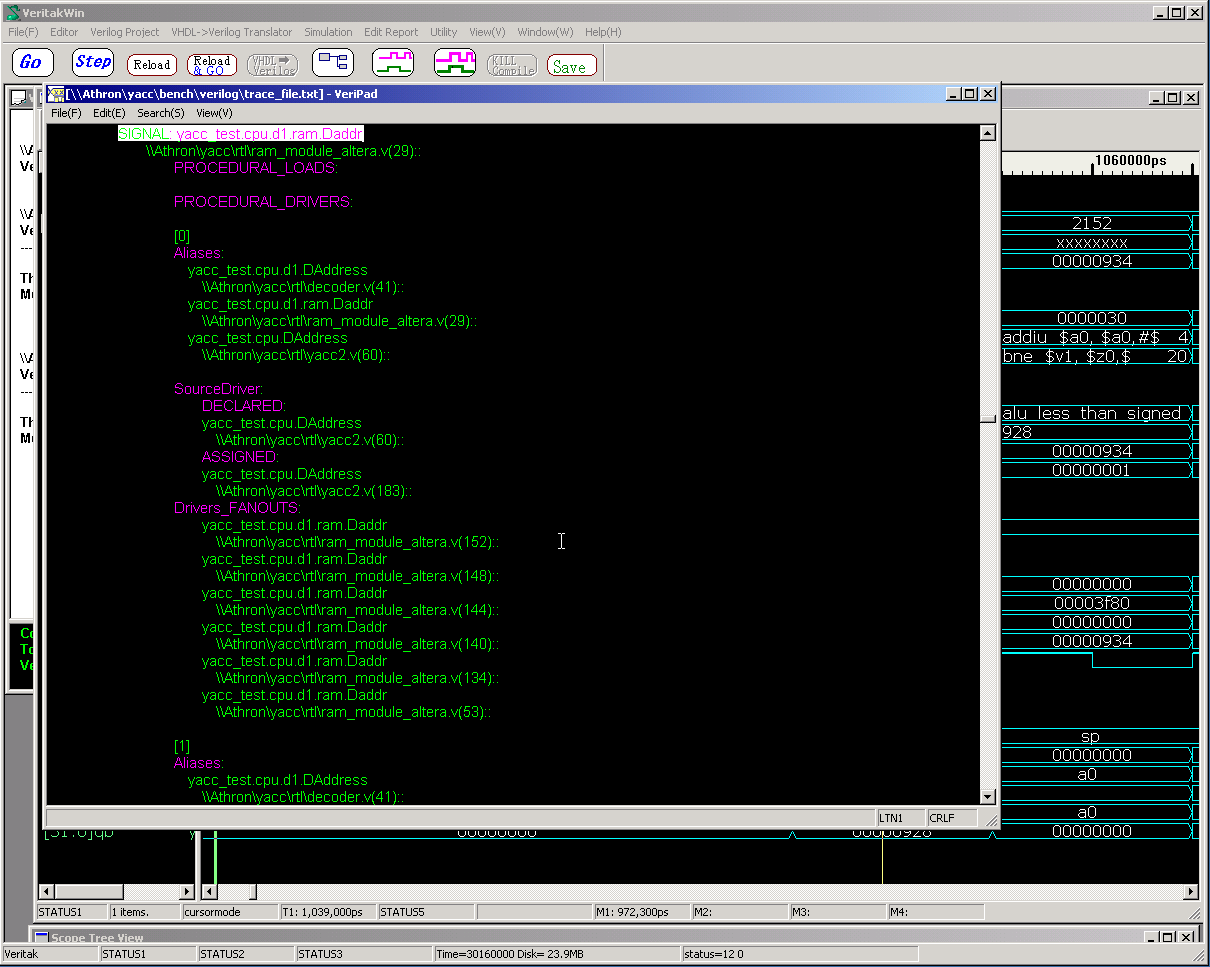 VeritakWin
File(F) Editor Verilog Project VHDL->Verilog Translator Simulation Edit Report Utility View(V) Window(W) Help(H)
Go Step Reload Reload & GO VHDL Verilog KILL Compile Save
[\\Athron\yacc\bench\verilog\trace_file.txt] - VeriPad
File(F) Edit(E) Search(S) View(V)
SIGNAL: yacc_test.cpu.d1.ram.Daddr
\\Athron\yacc\rtl\ram_module_altera.v(29)::
PROCEDURAL_LOADS:
PROCEDURAL_DRIVERS:
[0]
Aliases:
yacc_test.cpu.d1.DAddress
\\Athron\yacc\rtl\decoder.v(41)::
yacc_test.cpu.d1.ram.Daddr
\\Athron\yacc\rtl\ram_module_altera.v(29)::
yacc_test.cpu.DAddress
\\Athron\yacc\rtl\yacc2.v(60)::
SourceDriver:
DECLARED:
yacc_test.cpu.DAddress
\\Athron\yacc\rtl\yacc2.v(60)::
ASSIGNED:
yacc_test.cpu.DAddress
\\Athron\yacc\rtl\yacc2.v(183)::
Drivers_FANOUTS:
yacc_test.cpu.d1.ram.Daddr
\\Athron\yacc\rtl\ram_module_altera.v(152)::
yacc_test.cpu.d1.ram.Daddr
\\Athron\yacc\rtl\ram_module_altera.v(148)::
yacc_test.cpu.d1.ram.Daddr
\\Athron\yacc\rtl\ram_module_altera.v(144)::
yacc_test.cpu.d1.ram.Daddr
\\Athron\yacc\rtl\ram_module_altera.v(140)::
yacc_test.cpu.d1.ram.Daddr
\\Athron\yacc\rtl\ram_module_altera.v(134)::
yacc_test.cpu.d1.ram.Daddr
\\Athron\yacc\rtl\ram_module_altera.v(53)::
[1]
Aliases:
yacc_test.cpu.d1.DAddress
\\Athron\yacc\rtl\decoder.v(41)::
LTN1 CRLF
1060000ps
2152
xxxxxxxx
00000934
0000030
addiu $a0, $a0,#$ 4
bne $v1, $z0,$ 20
alu less than signed
928
00000934
00000001
00000000
00003f80
00000000
00000934
sp
00000000
a0
a0
[31:0]qb 00000000 00000928 00000000
STATUS1 1 items. cursormode T1: 1,039,000ps STATUS5 M1: 972,300ps M2: M3: M4:
Scope Tree View
Veritak STATUS1 STATUS2 STATUS3 Time=30160000 Disk= 23.9MB status=12 0